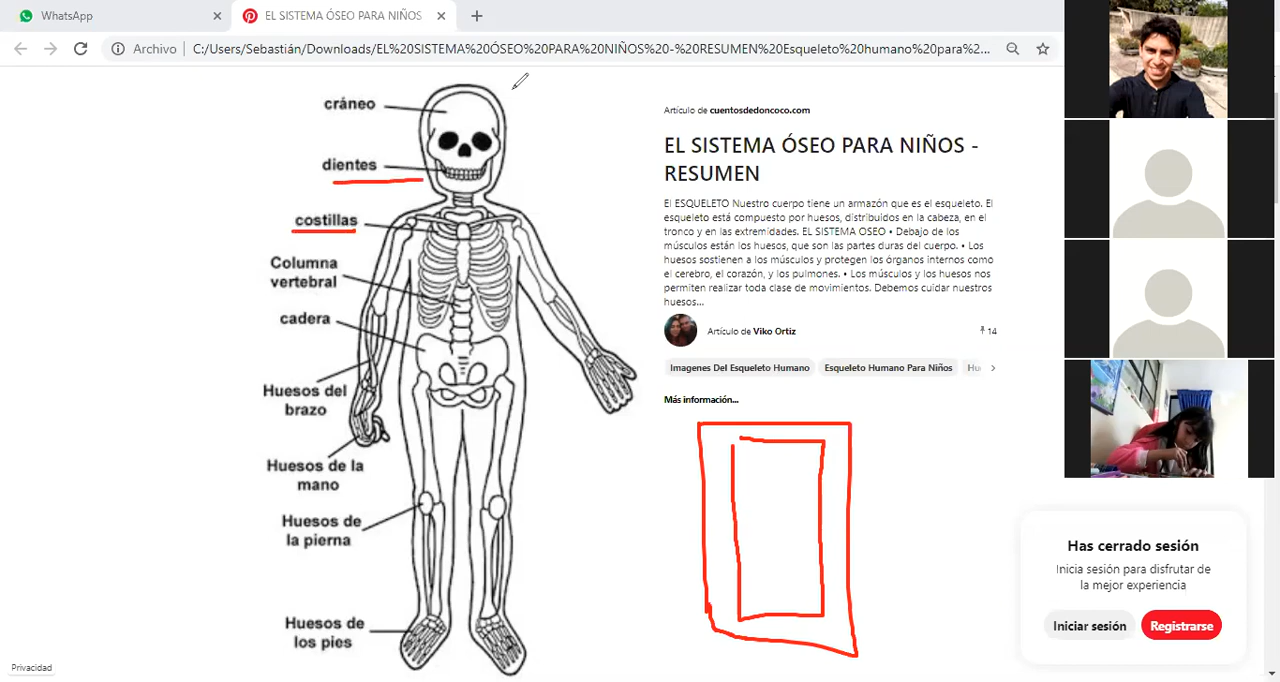 WhatsApp
EL SISTEMA ÓSEO PARA NIÑOS
Archivo
C:/Users/Sebastián/Downloads/EL%20SISTEMA%20ÓSEO%20PARA%20NIÑOS%20-%20RESUMEN%20Esqueleto%20humano%20para%2...
cráneo
dientes
costillas
Columna
vertebral
cadera
Huesos del
brazo
Huesos de la
mano
Huesos de
la pierna
Huesos de
los pies
Privacidad
Artículo de cuentosdedoncoco.com
EL SISTEMA ÓSEO PARA NIÑOS -
RESUMEN
El ESQUELETO Nuestro cuerpo tiene un armazón que es el esqueleto. El
esqueleto está compuesto por huesos, distribuidos en la cabeza, en el
tronco y en las extremidades. EL SISTEMA OSEO • Debajo de los
músculos están los huesos, que son las partes duras del cuerpo. • Los
huesos sostienen a los músculos y protegen los órganos internos como
el cerebro, el corazón, y los pulmones. • Los músculos y los huesos nos
permiten realizar toda clase de movimientos. Debemos cuidar nuestros
huesos...
Artículo de Viko Ortiz
14
Imagenes Del Esqueleto Humano
Esqueleto Humano Para Niños
Hu
Más información...
Has cerrado sesión
Inicia sesión para disfrutar de
la mejor experiencia
Iniciar sesión
Registrarse